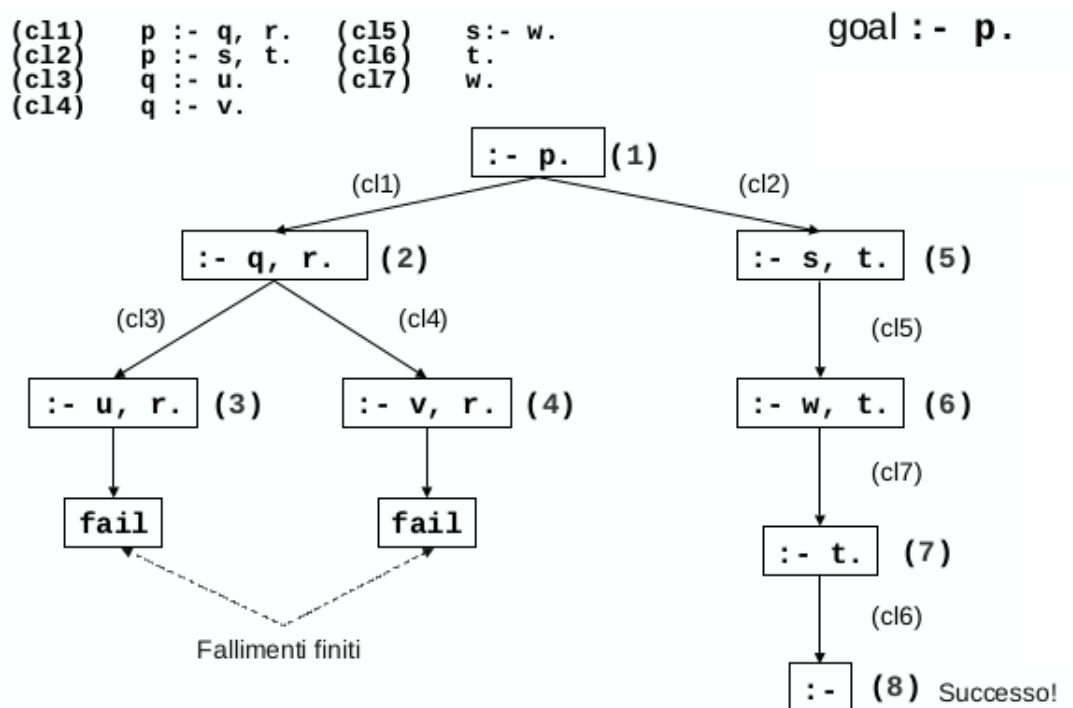 (cl1) p :- q, r. (cl5) s:- w. goal :- p.
(cl2) p :- s, t. (cl6) t.
(cl3) q :- u. (cl7) w.
(cl4) q :- v.
:- p. (1)
(cl1) (cl2)
:- q, r. (2) :- s, t. (5)
(cl3) (cl4) (cl5)
:- u, r. (3) :- v, r. (4) :- w, t. (6)
(cl7)
fail fail
:- t. (7)
(cl6)
Fallimenti finiti
:- (8) Successo!